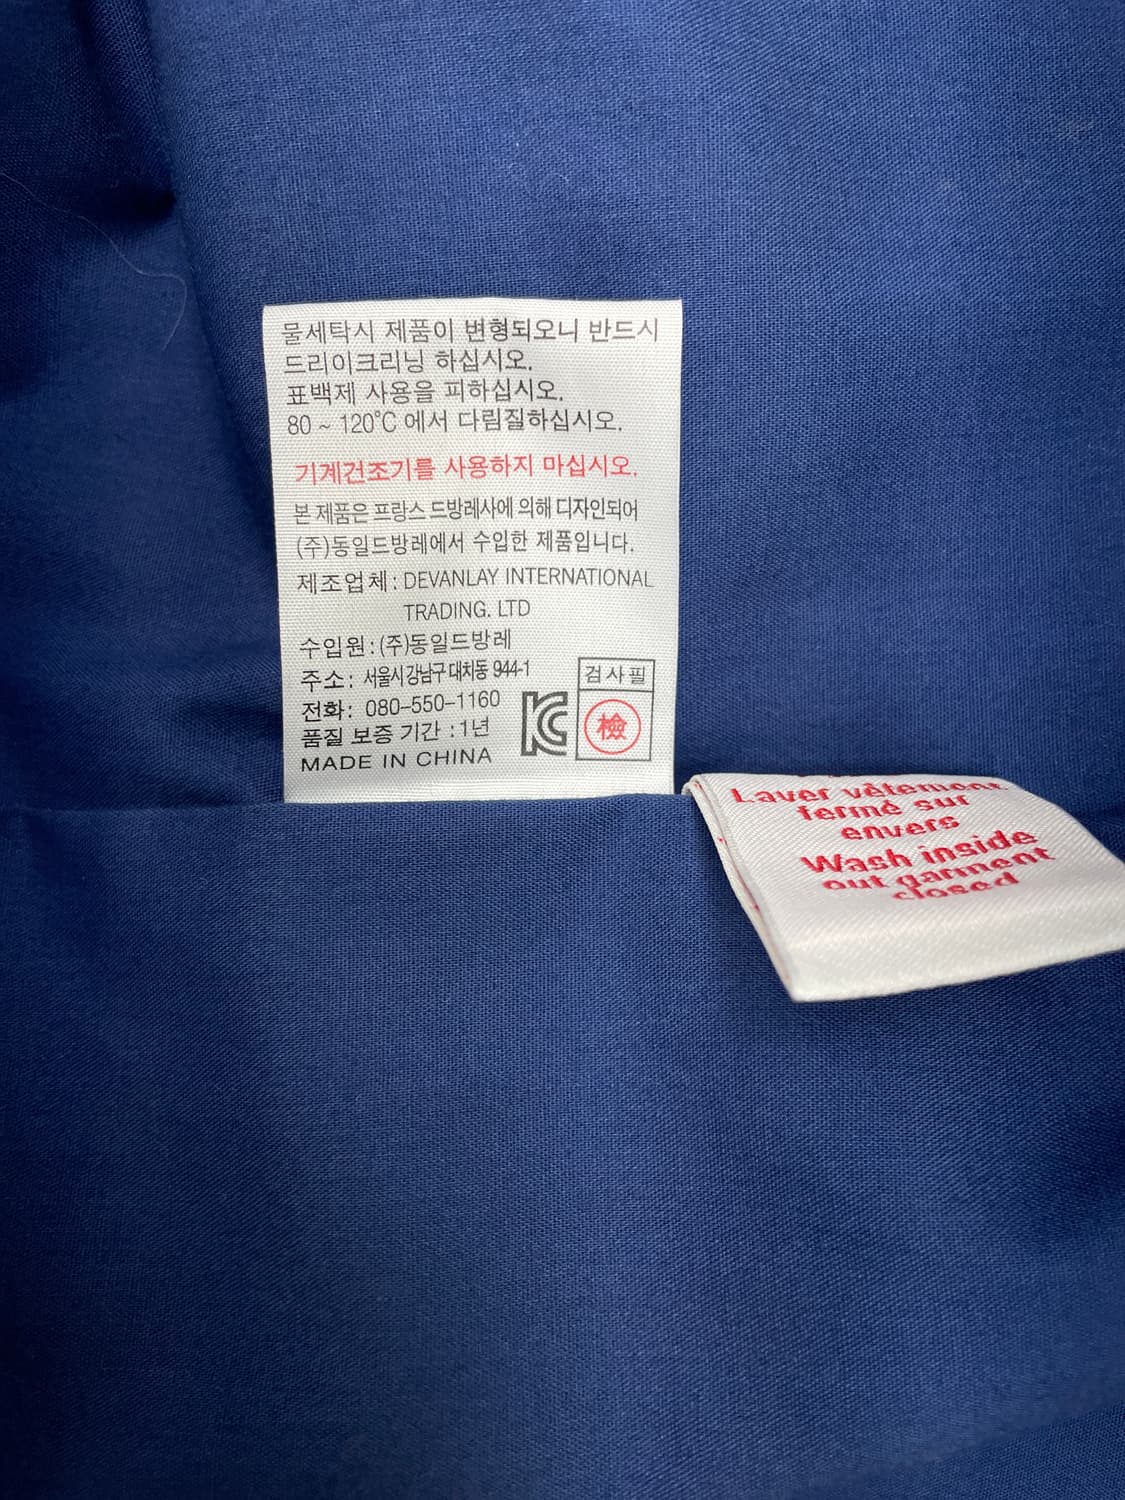 물세탁시 제품이 변형되오니 반드시
드리이크리닝 하십시오.
표백제 사용을 피하십시오.
80 ~ 120°C 에서 다림질하십시오.
기계건조기를 사용하지 마십시오.
본 제품은 프랑스 드방레사에 의해 디자인되어
(주)동일드방레에서 수입한 제품입니다.
제조업체: DEVANLAY INTERNATIONAL
TRADING. LTD
수입원: (주)동일드방레
주소: 서울시 강남구 대치동 944-1
전화: 080-550-1160
품질 보증 기간 : 1년
MADE IN CHINA
KC
검사필
檢
Laver vêtement
fermé sur
envers
Wash inside
out garment
closed